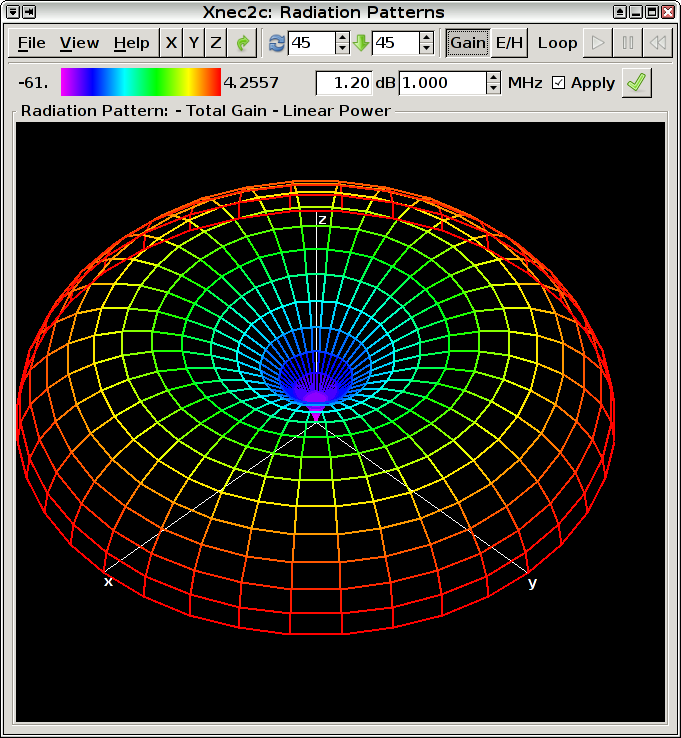 Xnec2c: Radiation Patterns
File View Help X Y Z 45 45 Gain E/H Loop
-61. 4.2557 1.20 dB 1.000 MHz Apply
Radiation Pattern: - Total Gain - Linear Power
z
x
y